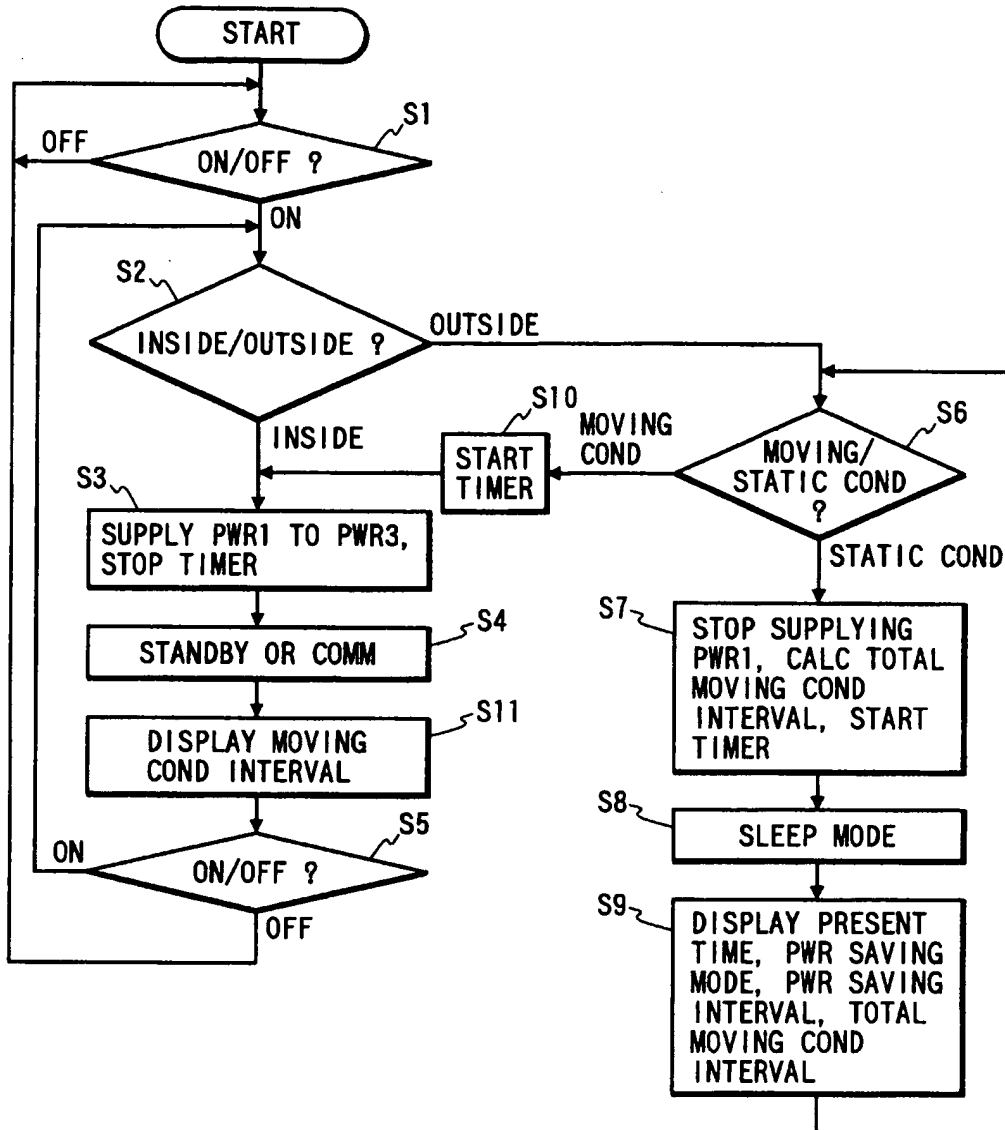 START
S1
OFF
ON/OFF ?
ON
S2
INSIDE/OUTSIDE ?
OUTSIDE
INSIDE
S10
START
TIMER
MOVING
COND
S6
MOVING/
STATIC COND
?
STATIC COND
S3
SUPPLY PWR1 TO PWR3,
STOP TIMER
S4
STANDBY OR COMM
S11
DISPLAY MOVING
COND INTERVAL
S5
ON
ON/OFF ?
OFF
S7
STOP SUPPLYING
PWR1, CALC TOTAL
MOVING COND
INTERVAL, START
TIMER
S8
SLEEP MODE
S9
DISPLAY PRESENT
TIME, PWR SAVING
MODE, PWR SAVING
INTERVAL, TOTAL
MOVING COND
INTERVAL